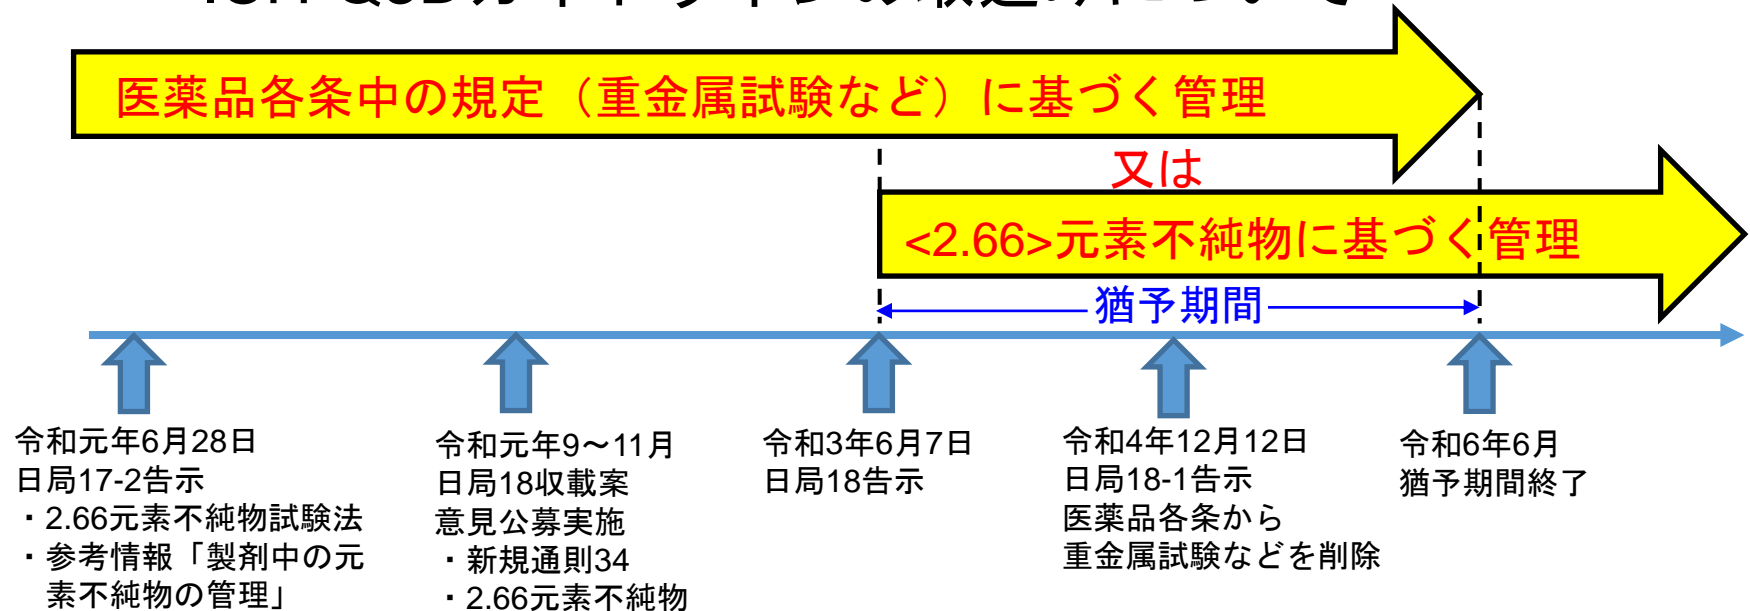 医薬品各条中の規定（重金属試験など）に基づく管理
又は
<2.66>元素不純物に基づく管理
猶予期間
令和元年6月28日
日局17-2告示
・2.66元素不純物試験法
・参考情報「製剤中の元
素不純物の管理」
令和元年9～11月
日局18収載案
意見公募実施
・新規通則34
・2.66元素不純物
令和3年6月7日
日局18告示
令和4年12月12日
日局18-1告示
医薬品各条から
重金属試験などを削除
令和6年6月
猶予期間終了